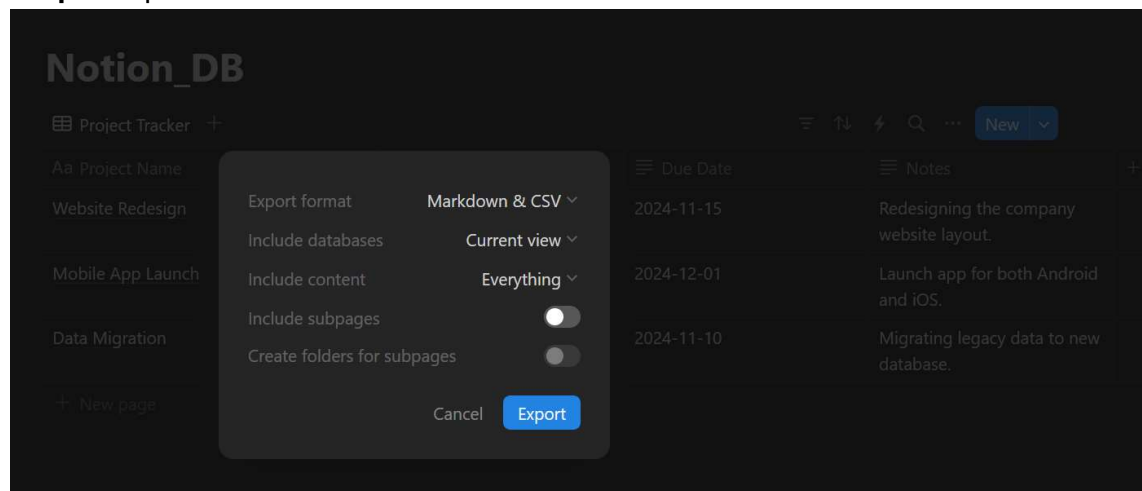 Notion_DB
Project Tracker
New
Aa Project Name
Due Date
Notes
Export format Markdown & CSV
Include databases Current view
Include content Everything
Include subpages
Create folders for subpages
Cancel Export
Website Redesign
2024-11-15
Redesigning the company
website layout.
Mobile App Launch
2024-12-01
Launch app for both Android
and iOS.
Data Migration
2024-11-10
Migrating legacy data to new
database.
+ New page